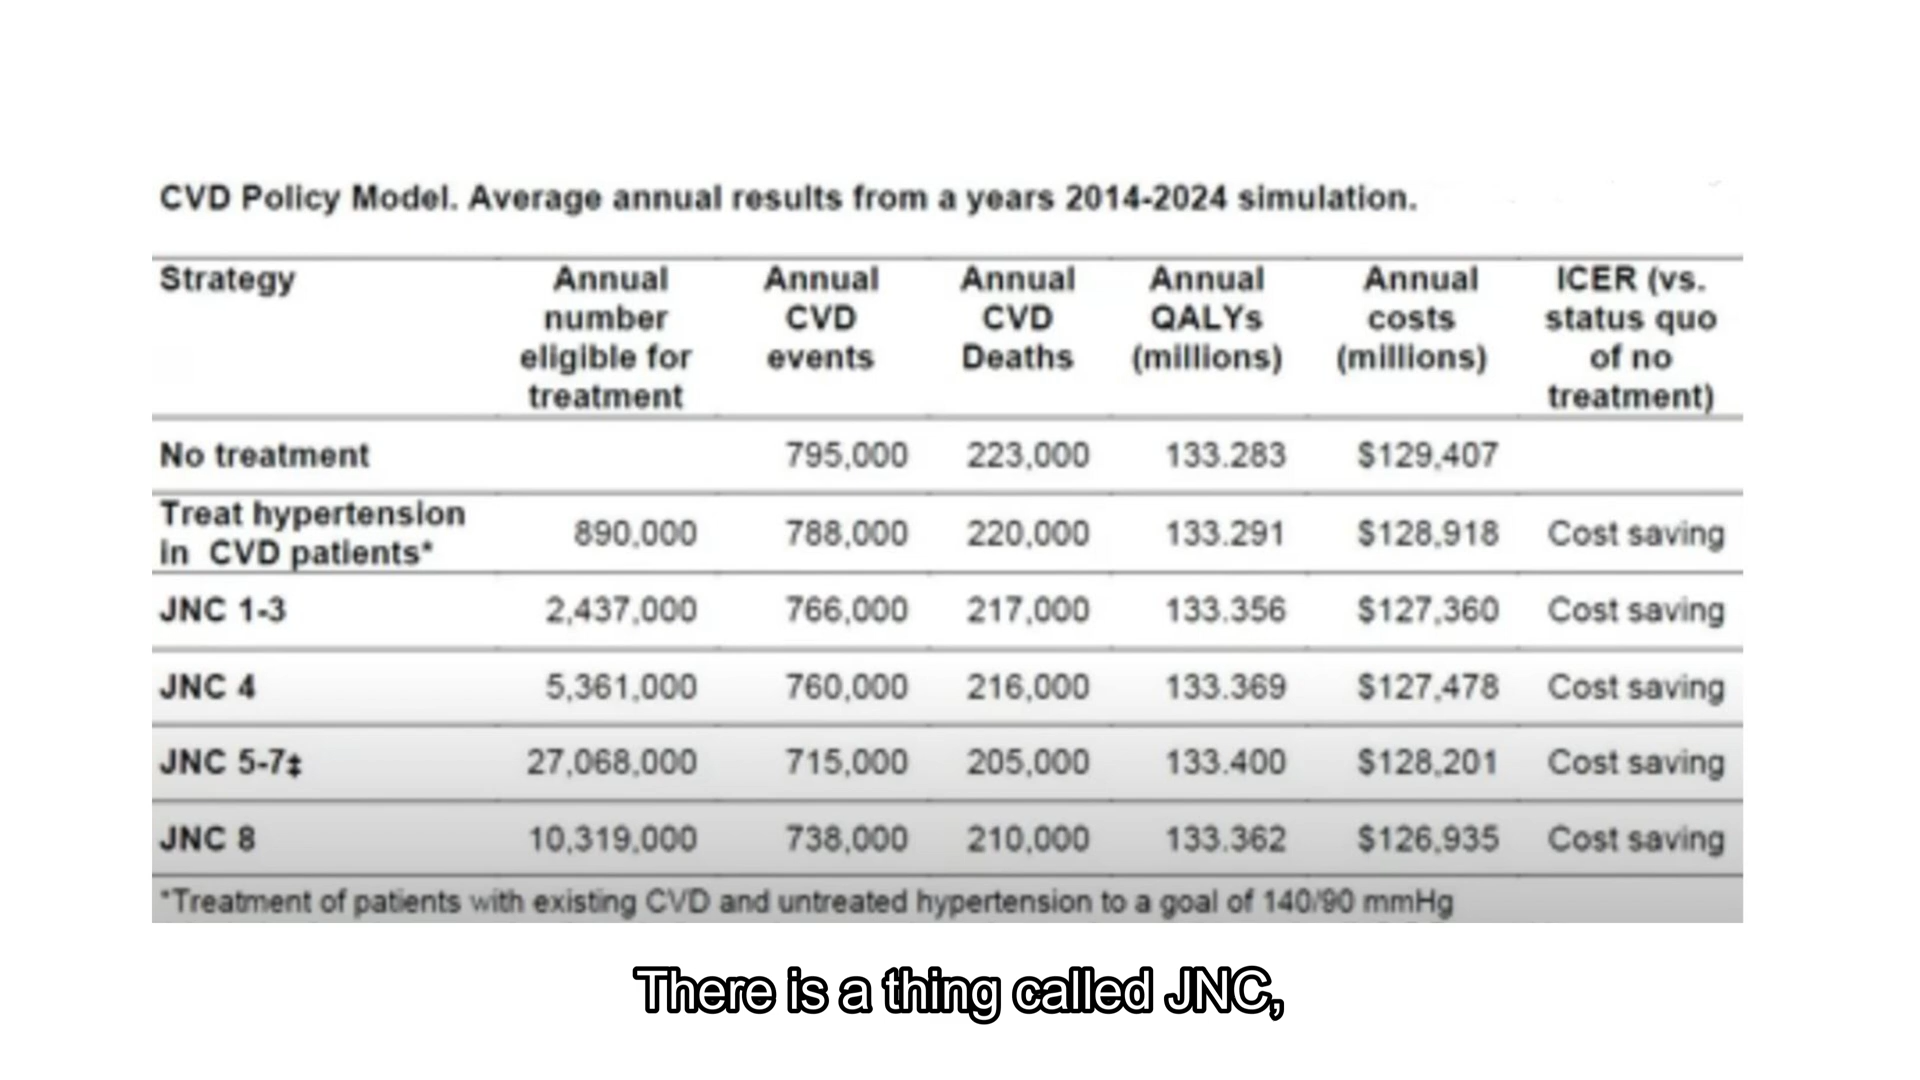 CVD Policy Model. Average annual results from a years 2014-2024 simulation.
Strategy Annual number eligible for treatment Annual CVD events Annual CVD Deaths Annual QALYs (millions) Annual costs (millions) ICER (vs. status quo of no treatment)
No treatment 795,000 223,000 133.283 $129,407
Treat hypertension in CVD patients* 890,000 788,000 220,000 133.291 $128,918 Cost saving
JNC 1-3 2,437,000 766,000 217,000 133.356 $127,360 Cost saving
JNC 4 5,361,000 760,000 216,000 133.369 $127,478 Cost saving
JNC 5-7‡ 27,068,000 715,000 205,000 133.400 $128,201 Cost saving
JNC 8 10,319,000 738,000 210,000 133.362 $126,935 Cost saving
*Treatment of patients with existing CVD and untreated hypertension to a goal of 140/90 mmHg
There is a thing called JNC,